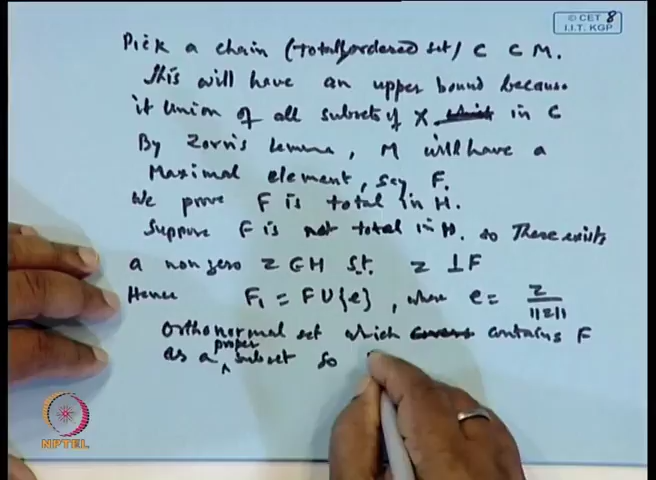 © CET 8
I.I.T. KGP
Pick a chain (totally ordered set) C ⊂ M.
This will have an upper bound because
it Union of all subsets of X in C
By Zorn's lemma, M will have a
Maximal element, say F.
We prove F is total in H.
Suppose F is not total in H. so There exists
a non zero z ∈ H s.t. z ⊥ F
Hence F₁ = F ∪ {e}, where e = z / ||z||
Orthonormal set which contains F
as a proper subset so
NPTEL